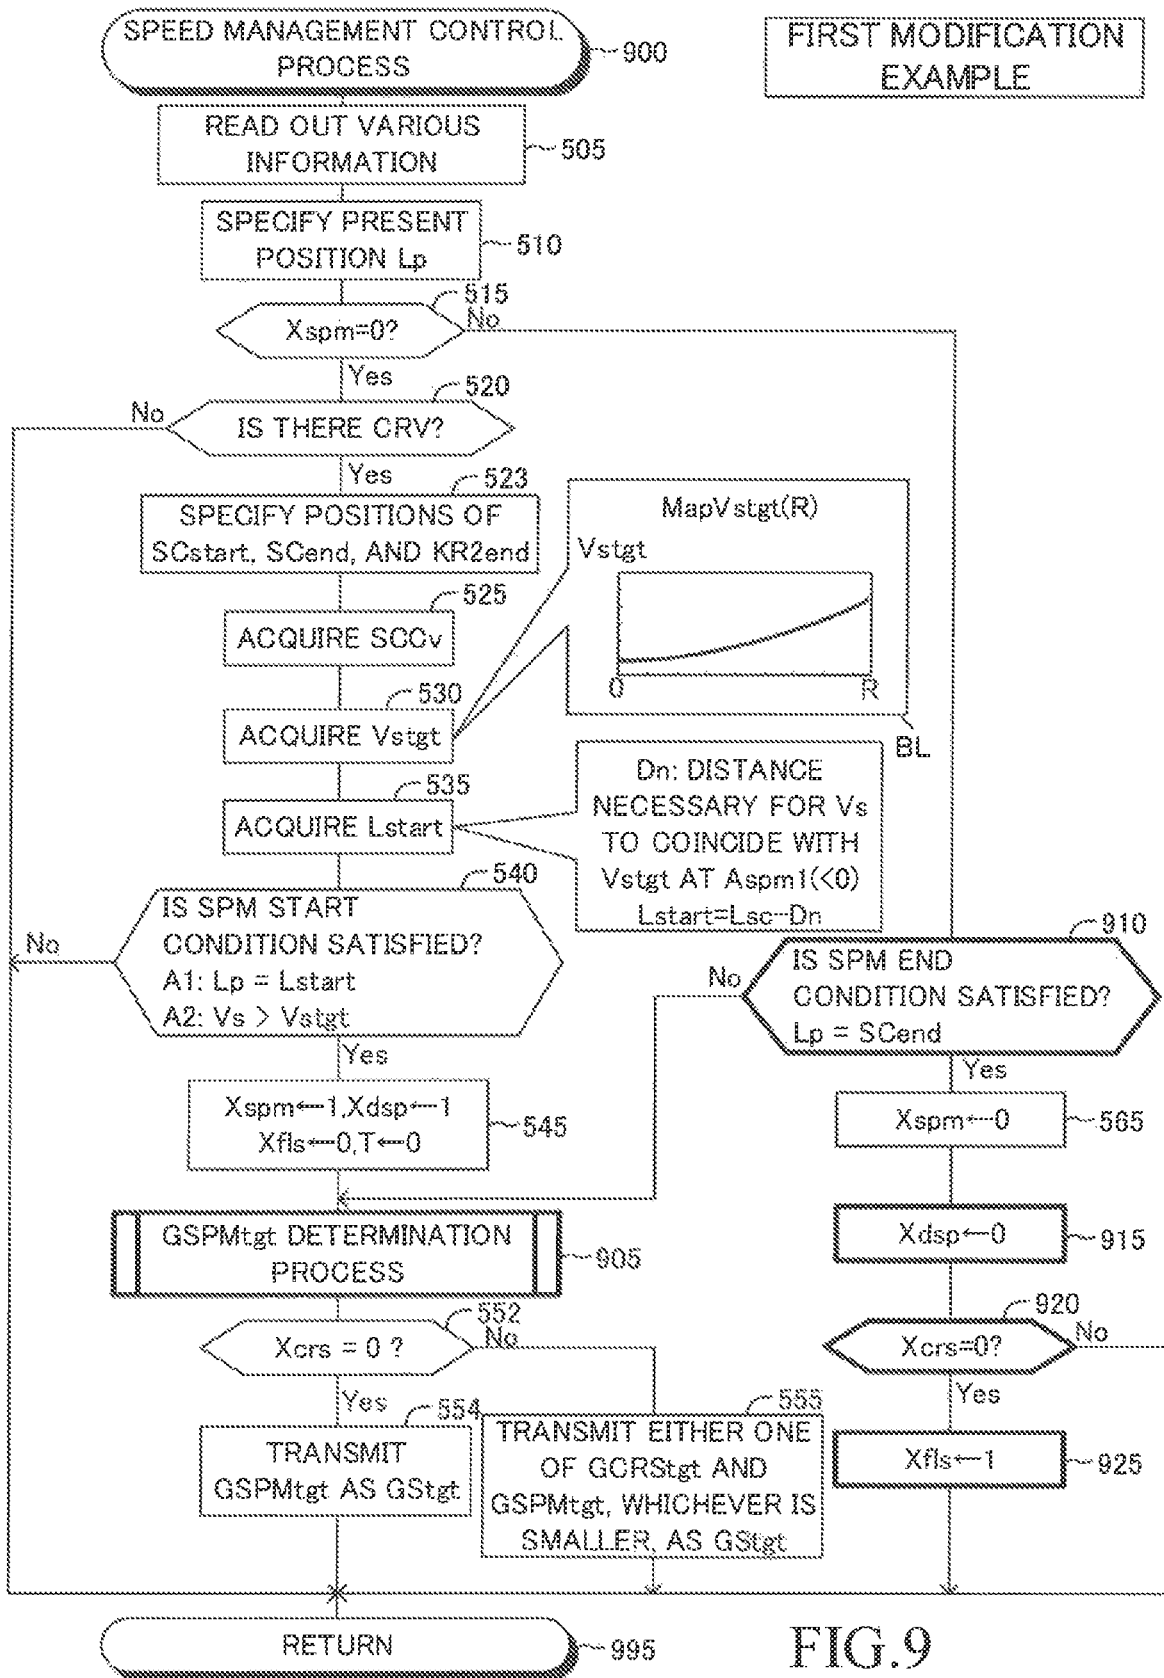 SPEED MANAGEMENT CONTROL
PROCESS
900
FIRST MODIFICATION
EXAMPLE
READ OUT VARIOUS
INFORMATION
505
SPECIFY PRESENT
POSITION Lp
510
515
Xspm=0?
No
Yes
520
No
IS THERE CRV?
Yes
523
SPECIFY POSITIONS OF
SCstart, SCend, AND KR2end
MapVstgt(R)
Vstgt
0
R
BL
525
ACQUIRE SCCv
530
ACQUIRE Vstgt
535
ACQUIRE Lstart
Dn: DISTANCE
NECESSARY FOR Vs
TO COINCIDE WITH
Vstgt AT Aspm1(<0)
Lstart=Lsc-Dn
540
IS SPM START
CONDITION SATISFIED?
A1: Lp = Lstart
A2: Vs > Vstgt
No
Yes
910
IS SPM END
CONDITION SATISFIED?
Lp = SCend
No
Yes
Xspm←1,Xdsp←1
Xfls←0,T←0
545
Xspm←0
565
GSPMtgt DETERMINATION
PROCESS
905
Xdsp←0
915
552
Xcrs = 0 ?
No
Yes
920
Xcrs=0?
No
Yes
554
TRANSMIT
GSPMtgt AS GStgt
555
TRANSMIT EITHER ONE
OF GCRStgt AND
GSPMtgt, WHICHEVER IS
SMALLER, AS GStgt
Xfls←1
925
RETURN
995
FIG.9